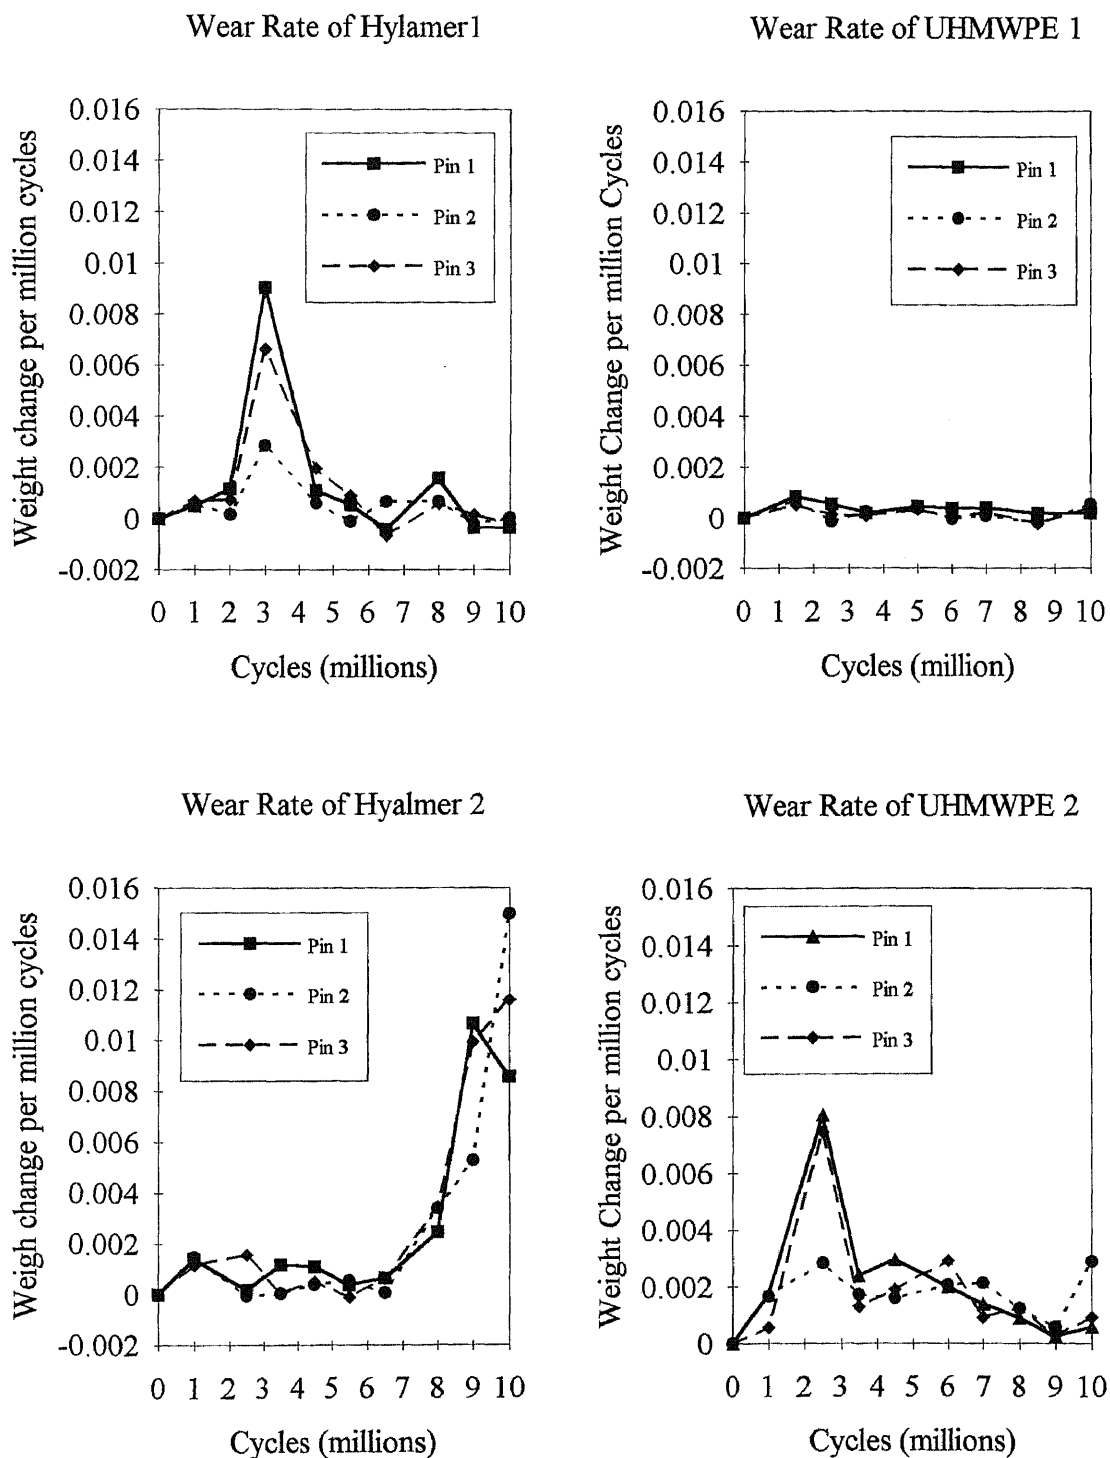 Wear Rate of Hylamer1
Weight change per million cycles
0.016
0.014
0.012
0.01
0.008
0.006
0.004
0.002
0
-0.002
Pin 1
Pin 2
Pin 3
0 1 2 3 4 5 6 7 8 9 10
Cycles (millions)
Wear Rate of UHMWPE 1
Weight Change per million Cycles
0.016
0.014
0.012
0.01
0.008
0.006
0.004
0.002
0
-0.002
Pin 1
Pin 2
Pin 3
0 1 2 3 4 5 6 7 8 9 10
Cycles (million)
Wear Rate of Hyalmer 2
Weigh change per million cycles
0.016
0.014
0.012
0.01
0.008
0.006
0.004
0.002
0
-0.002
Pin 1
Pin 2
Pin 3
0 1 2 3 4 5 6 7 8 9 10
Cycles (millions)
Wear Rate of UHMWPE 2
Weight Change per million cycles
0.016
0.014
0.012
0.01
0.008
0.006
0.004
0.002
0
Pin 1
Pin 2
Pin 3
0 1 2 3 4 5 6 7 8 9 10
Cycles (millions)